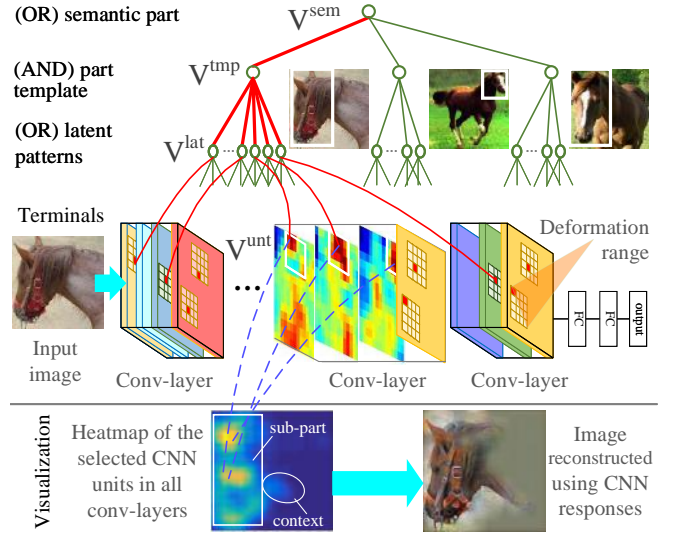 (OR) semantic part
V^sem
(AND) part
template
V^tmp
(OR) latent
patterns
V^lat
Terminals
V^unt
Deformation
range
...
FC
FC
output
Input
image
Conv-layer
Conv-layer
Conv-layer
Visualization
Heatmap of the
selected CNN
units in all
conv-layers
sub-part
context
Image
reconstructed
using CNN
responses